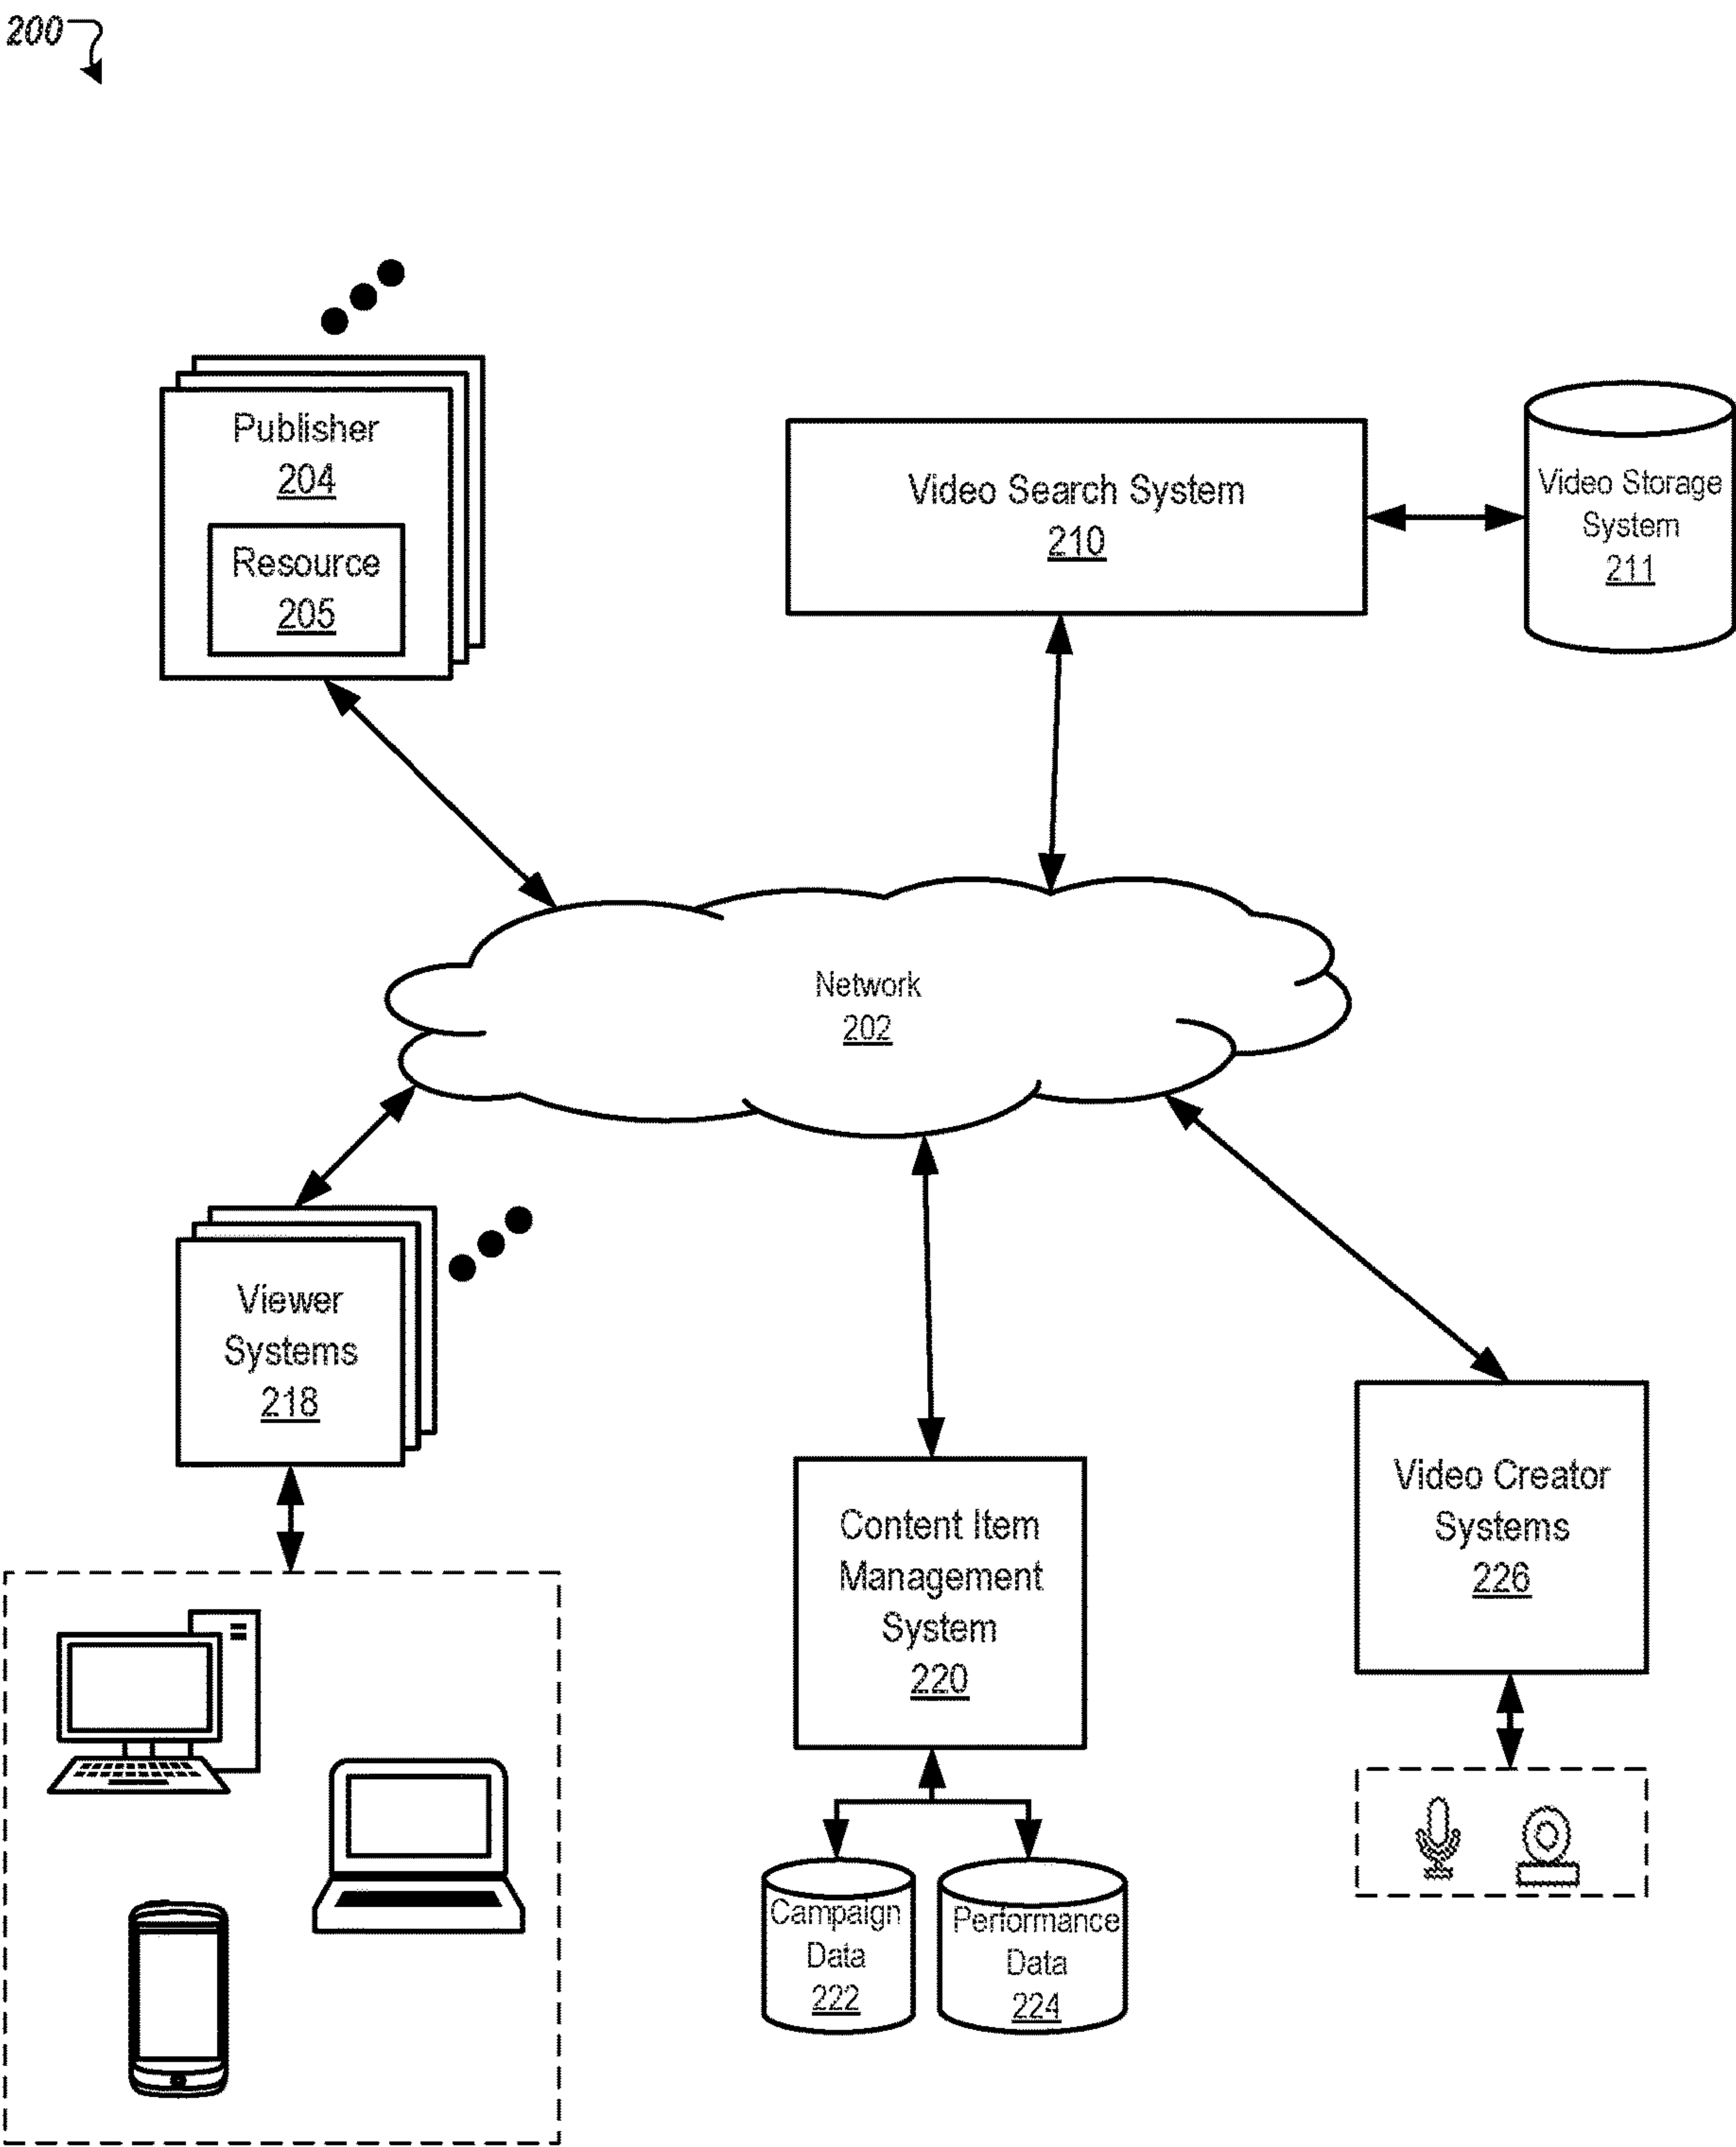 200
Publisher
204
Resource
205
Video Search System
210
Video Storage
System
211
Network
202
Viewer
Systems
218
Content Item
Management
System
220
Video Creator
Systems
226
Campaign
Data
222
Performance
Data
224